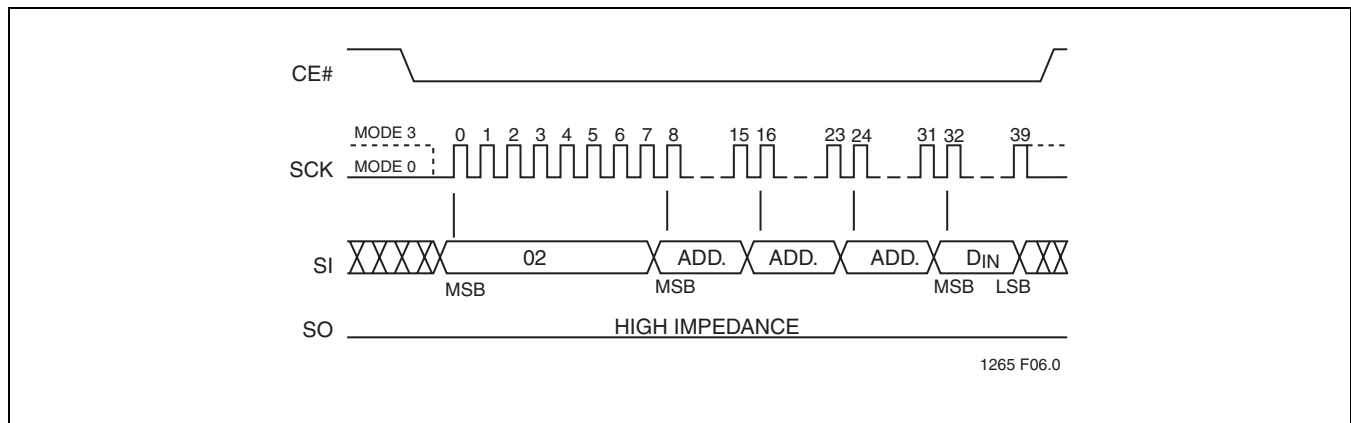 CE#
MODE 3 0 1 2 3 4 5 6 7 8 15 16 23 24 31 32 39
SCK MODE 0
SI 02 ADD. ADD. ADD. DIN
MSB MSB MSB LSB
SO HIGH IMPEDANCE
1265 F06.0